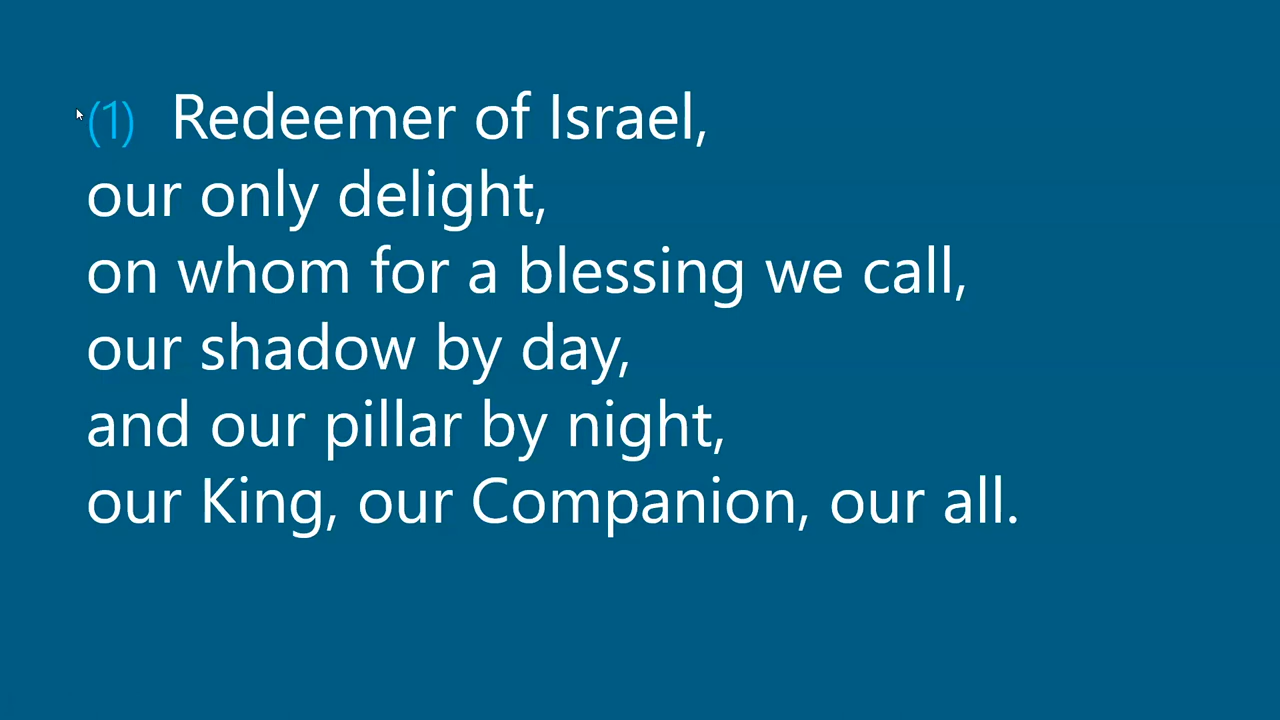 (1) Redeemer of Israel,
our only delight,
on whom for a blessing we call,
our shadow by day,
and our pillar by night,
our King, our Companion, our all.